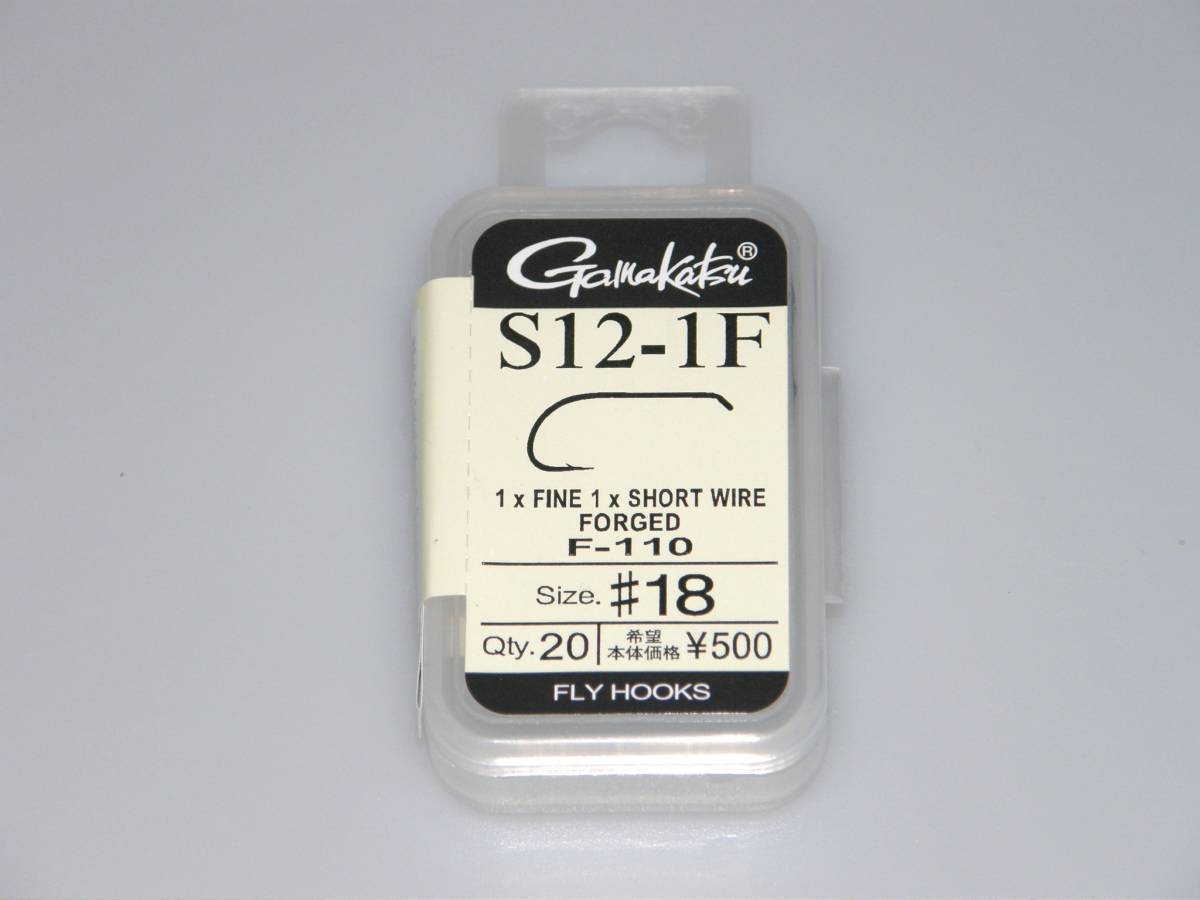 Gamakatsu®
S12-1F
1 x FINE 1 x SHORT WIRE
FORGED
F-110
Size. #18
Qty. 20 希望本体価格 ¥500
FLY HOOKS